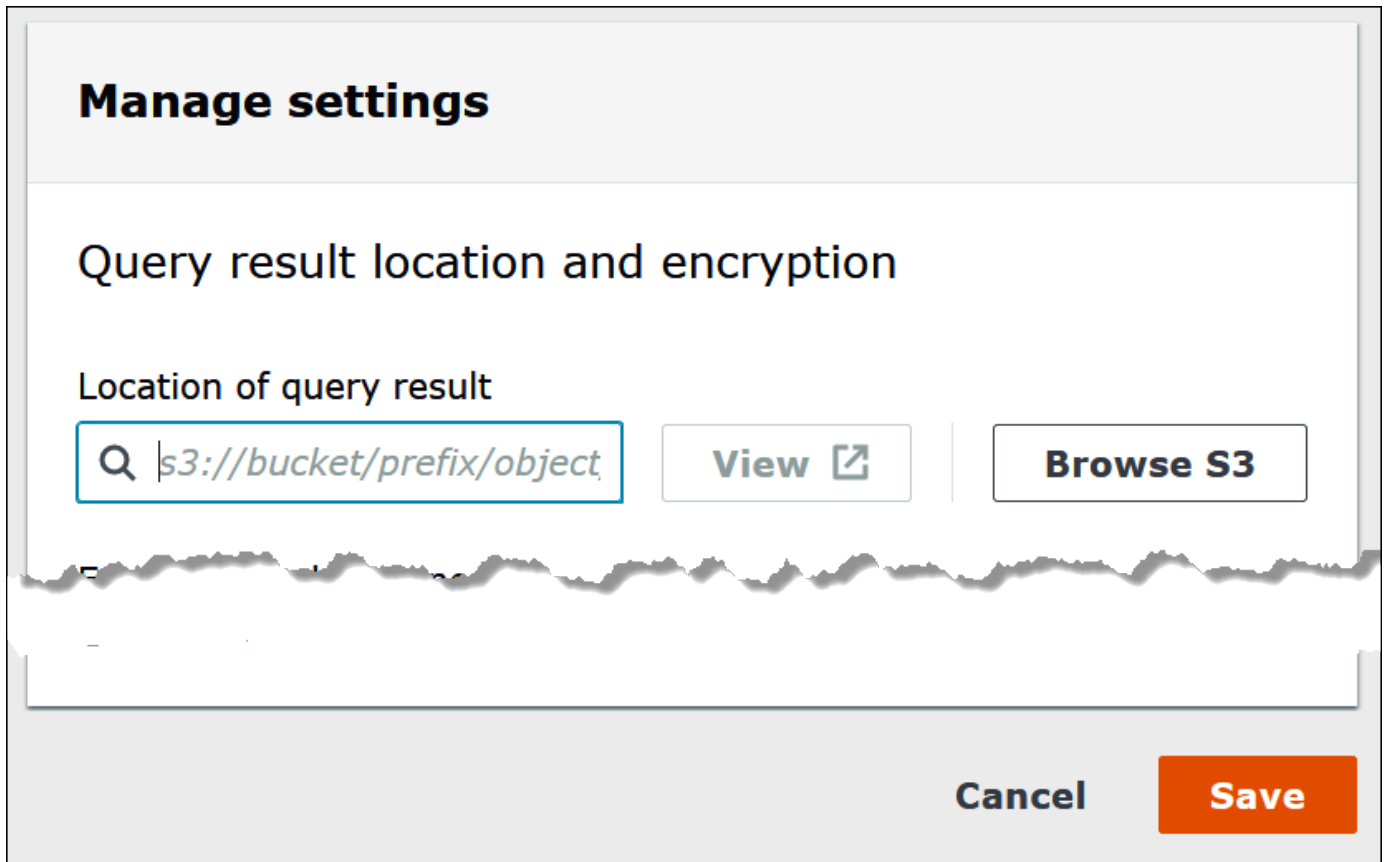 Manage settings
Query result location and encryption
Location of query result
s3://bucket/prefix/object
View
Browse S3
Cancel
Save